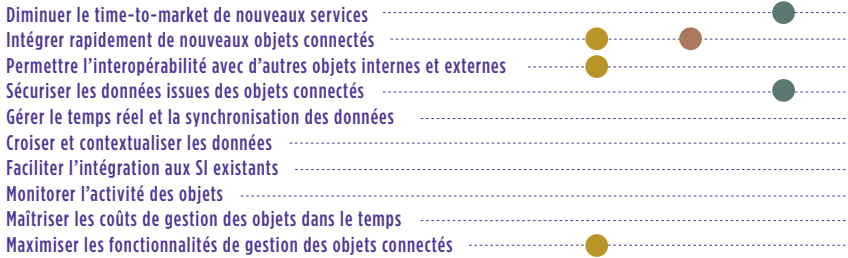 Diminuer le time-to-market de nouveaux services
Intégrer rapidement de nouveaux objets connectés
Permettre l'interopérabilité avec d'autres objets internes et externes
Sécuriser les données issues des objets connectés
Gérer le temps réel et la synchronisation des données
Croiser et contextualiser les données
Faciliter l'intégration aux SI existants
Monitorer l'activité des objets
Maîtriser les coûts de gestion des objets dans le temps
Maximiser les fonctionnalités de gestion des objets connectés